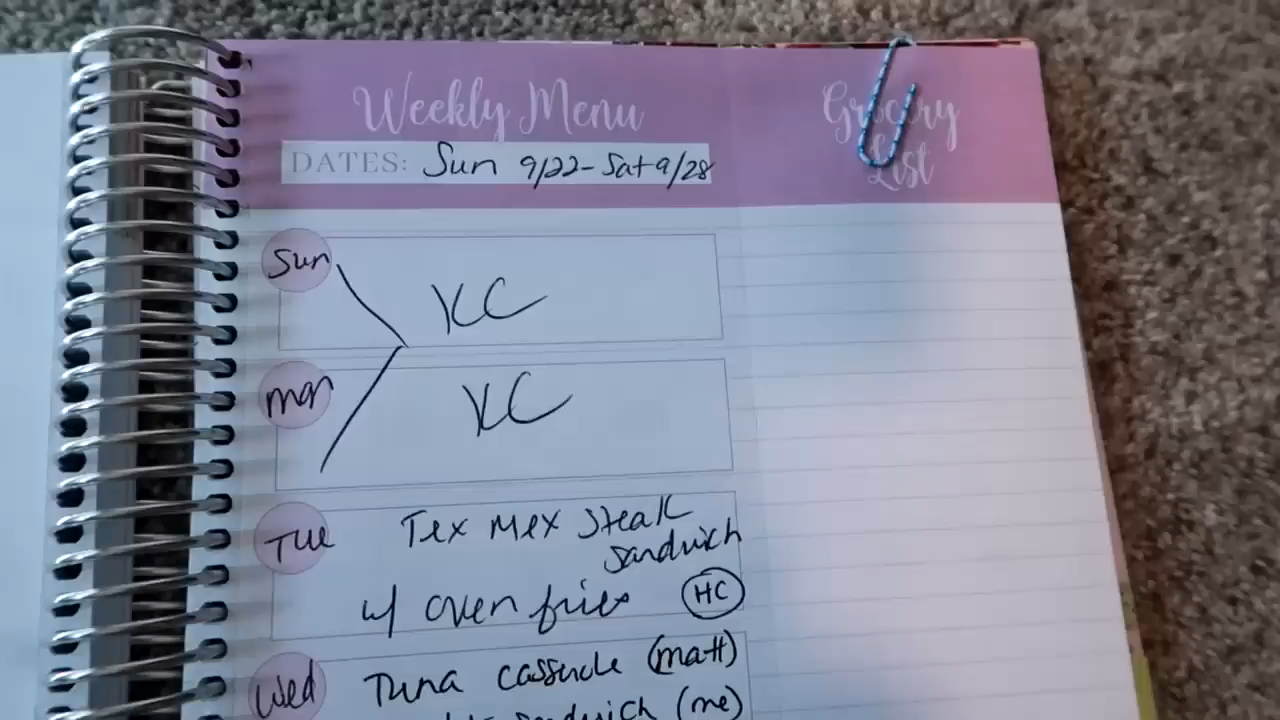 Weekly Menu
Grocery List
DATES: Sun 9/22-Sat 9/28
Sun
KC
Mon
KC
Tue
Tex Mex Steak
Sandwich
w/ oven fries
HC
Wed
Tuna casserole (matt)
sandwich (me)